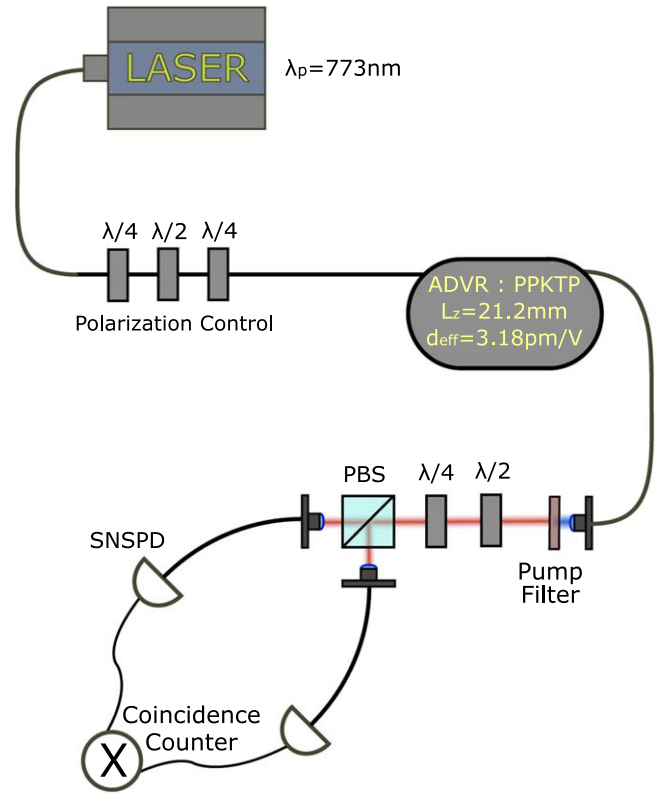 LASER
λp=773nm
λ/4 λ/2 λ/4
Polarization Control
ADVR : PPKTP
Lz=21.2mm
deff=3.18pm/V
PBS
λ/4
λ/2
SNSPD
Pump
Filter
Coincidence
Counter
X